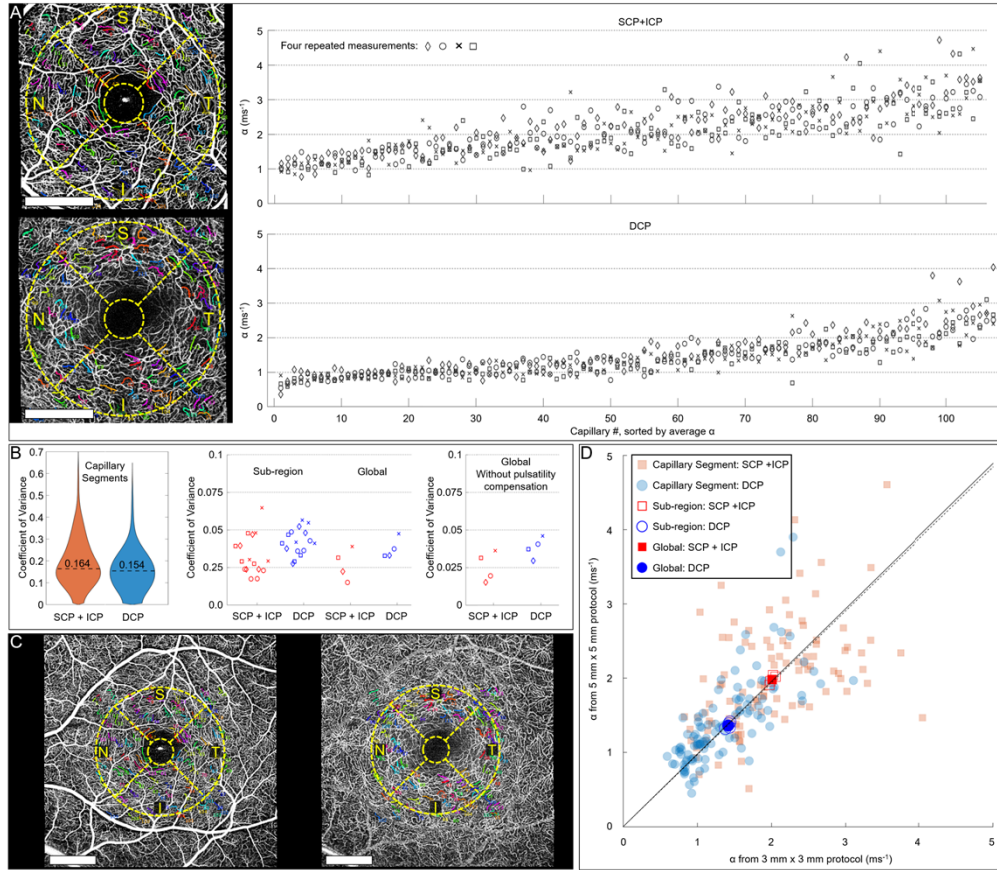 A
S
N
T
I
S
N
T
I
SCP+ICP
Four repeated measurements:
α (ms-1)
5
4
3
2
1
0
DCP
α (ms-1)
5
4
3
2
1
0
0 10 20 30 40 50 60 70 80 90 100
Capillary #, sorted by average α
B
Coefficient of Variance
0.7
0.6
0.5
0.4
0.3
0.2
0.1
0
Capillary
Segments
0.164
0.154
SCP + ICP DCP
Coefficient of Variance
0.1
0.075
0.05
0.025
0
Sub-region Global
SCP + ICP DCP SCP + ICP DCP
Coefficient of Variance
0.1
0.075
0.05
0.025
0
Global
Without pulsatility
compensation
SCP + ICP DCP
C
S
N
T
I
S
N
T
I
D
Capillary Segment: SCP +ICP
Capillary Segment: DCP
Sub-region: SCP +ICP
Sub-region: DCP
Global: SCP + ICP
Global: DCP
α from 5 mm x 5 mm protocol (ms-1)
5
4
3
2
1
0
0 1 2 3 4 5
α from 3 mm x 3 mm protocol (ms-1)